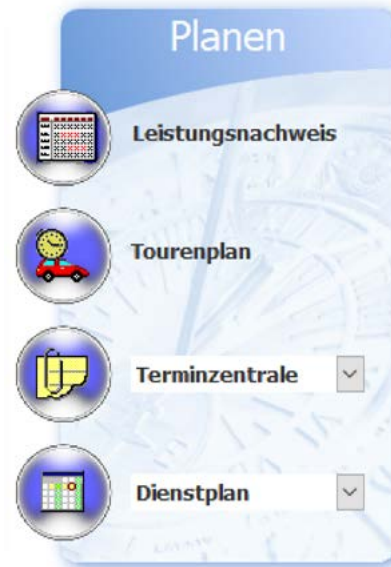 Planen
Leistungsnachweis
Tourenplan
Terminzentrale
Dienstplan